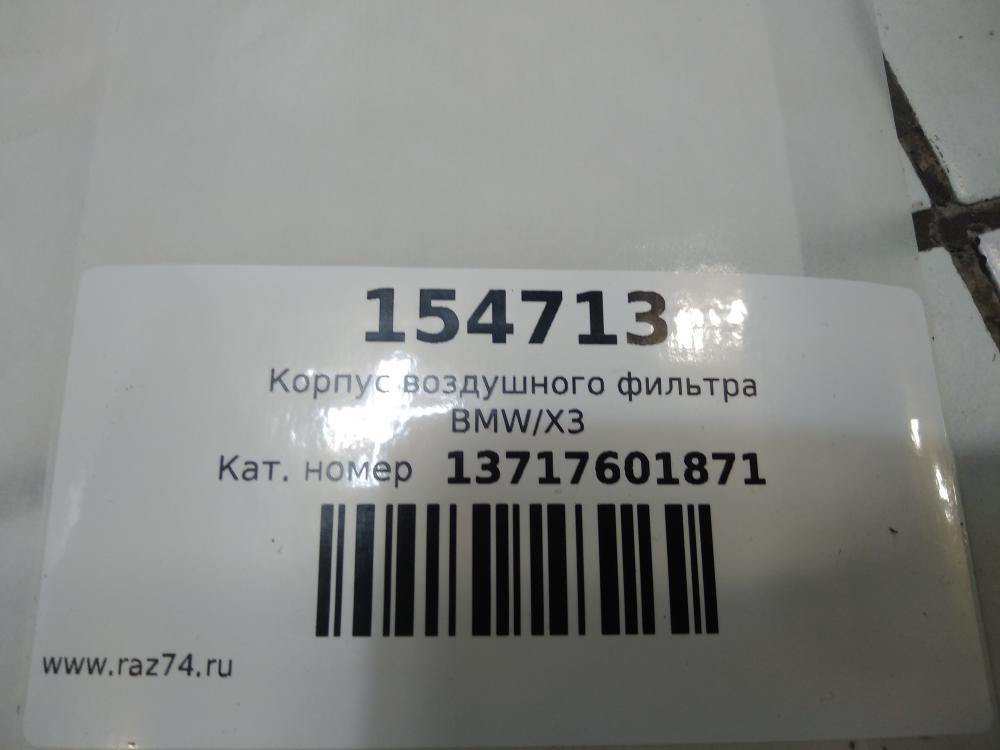 154713
Корпус воздушного фильтра
BMW/X3
Кат. номер 13717601871
www.raz74.ru